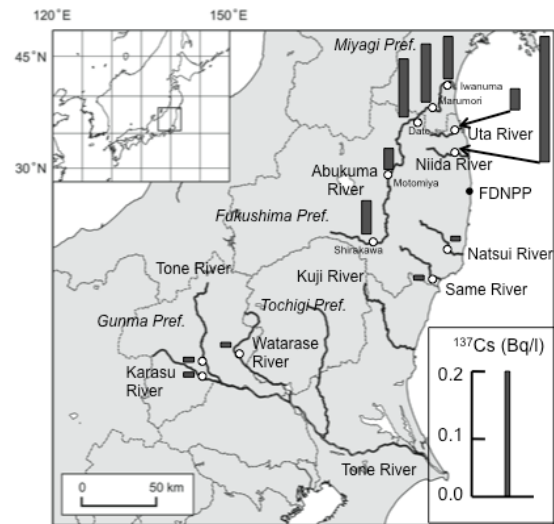 120°E
150°E
45°N
30°N
Miyagi Pref.
Iwanuma
Marumori
Date
Uta River
Niida River
Abukuma
River
Motomiya
FDNPP
Fukushima Pref.
Shirakawa
Natsui River
Tone River
Kuji River
Same River
Tochigi Pref.
Gunma Pref.
Watarase
River
Karasu
River
¹³⁷Cs (Bq/l)
0.2
0.1
0.0
Tone River
0 50 km